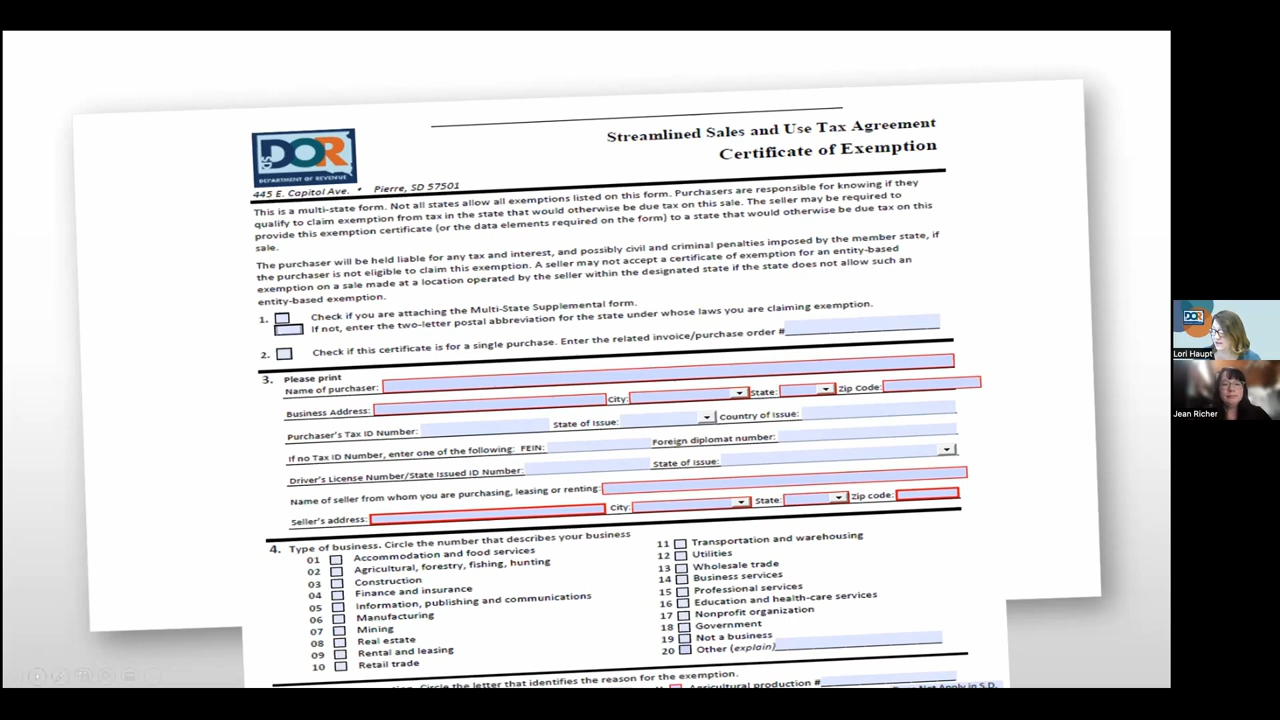 SD
DOR
DEPARTMENT OF REVENUE
445 E. Capitol Ave. • Pierre, SD 57501
Streamlined Sales and Use Tax Agreement
Certificate of Exemption
This is a multi-state form. Not all states allow all exemptions listed on this form. Purchasers are responsible for knowing if they
qualify to claim exemption from tax in the state that would otherwise be due tax on this sale. The seller may be required to
provide this exemption certificate (or the data elements required on the form) to a state that would otherwise be due tax on this
sale.
The purchaser will be held liable for any tax and interest, and possibly civil and criminal penalties imposed by the member state, if
the purchaser is not eligible to claim this exemption. A seller may not accept a certificate of exemption for an entity-based
exemption on a sale made at a location operated by the seller within the designated state if the state does not allow such an
entity-based exemption.
1. Check if you are attaching the Multi-State Supplemental form.
If not, enter the two-letter postal abbreviation for the state under whose laws you are claiming exemption.
2. Check if this certificate is for a single purchase. Enter the related invoice/purchase order #
3. Please print
Name of purchaser:
Business Address: City: State: Zip Code:
Purchaser's Tax ID Number: State of Issue: Country of Issue:
If no Tax ID Number, enter one of the following: FEIN: Foreign diplomat number:
Driver's License Number/State Issued ID Number: State of Issue:
Name of seller from whom you are purchasing, leasing or renting:
Seller's address: City: State: Zip code:
4. Type of business. Circle the number that describes your business
01 Accommodation and food services
02 Agricultural, forestry, fishing, hunting
03 Construction
04 Finance and insurance
05 Information, publishing and communications
06 Manufacturing
07 Mining
08 Real estate
09 Rental and leasing
10 Retail trade
11 Transportation and warehousing
12 Utilities
13 Wholesale trade
14 Business services
15 Professional services
16 Education and health-care services
17 Nonprofit organization
18 Government
19 Not a business
20 Other (explain)
Circle the letter that identifies the reason for the exemption.
Agricultural production #
Not Apply in S.D.
DOR
Lori Haupt
Jean Richer